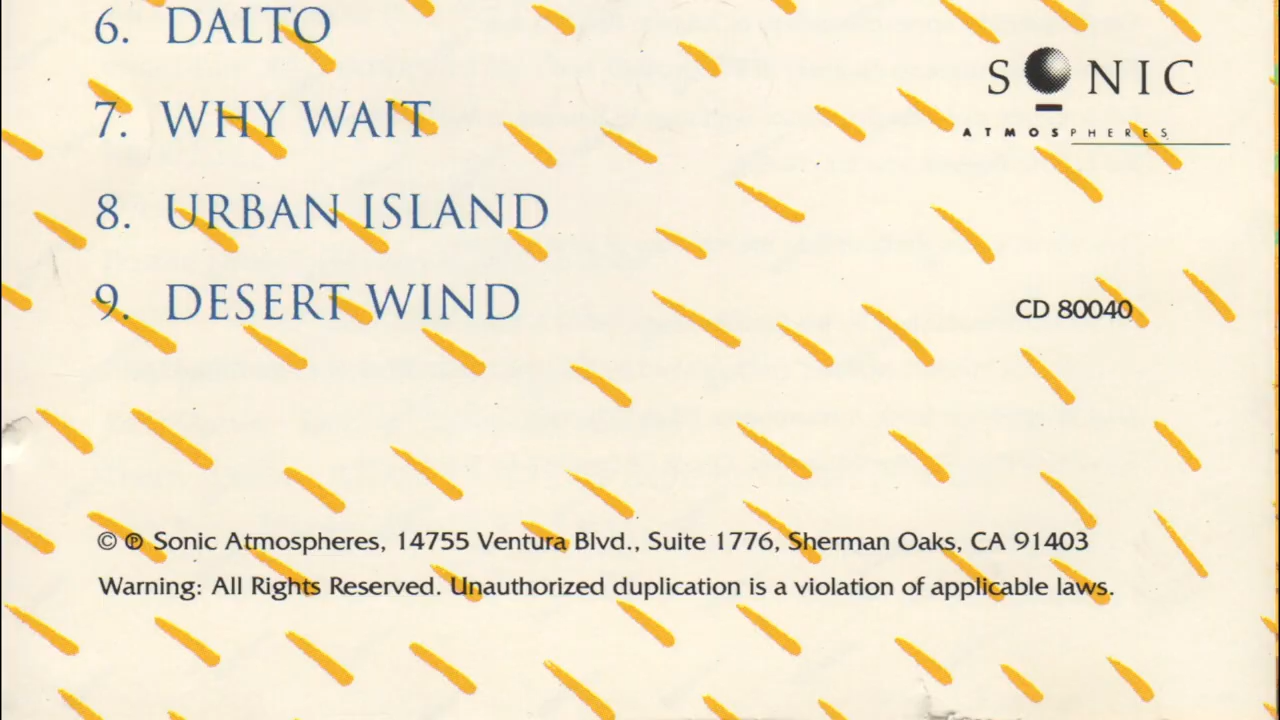 6. DALTO
SONIC
ATMOSPHERES
7. WHY WAIT
8. URBAN ISLAND
9. DESERT WIND
CD 80040
© ℗ Sonic Atmospheres, 14755 Ventura Blvd., Suite 1776, Sherman Oaks, CA 91403
Warning: All Rights Reserved. Unauthorized duplication is a violation of applicable laws.